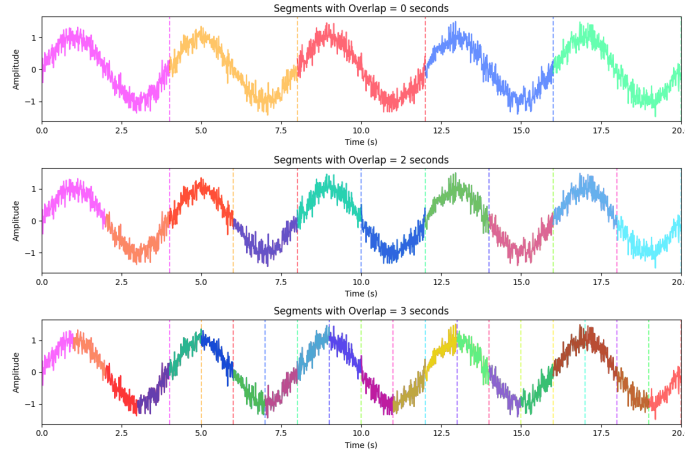 Segments with Overlap = 0 seconds
Amplitude
1
0
−1
0.0 2.5 5.0 7.5 10.0 12.5 15.0 17.5 20.
Time (s)
Segments with Overlap = 2 seconds
Amplitude
1
0
−1
0.0 2.5 5.0 7.5 10.0 12.5 15.0 17.5 20.
Time (s)
Segments with Overlap = 3 seconds
Amplitude
1
0
−1
0.0 2.5 5.0 7.5 10.0 12.5 15.0 17.5 20.
Time (s)